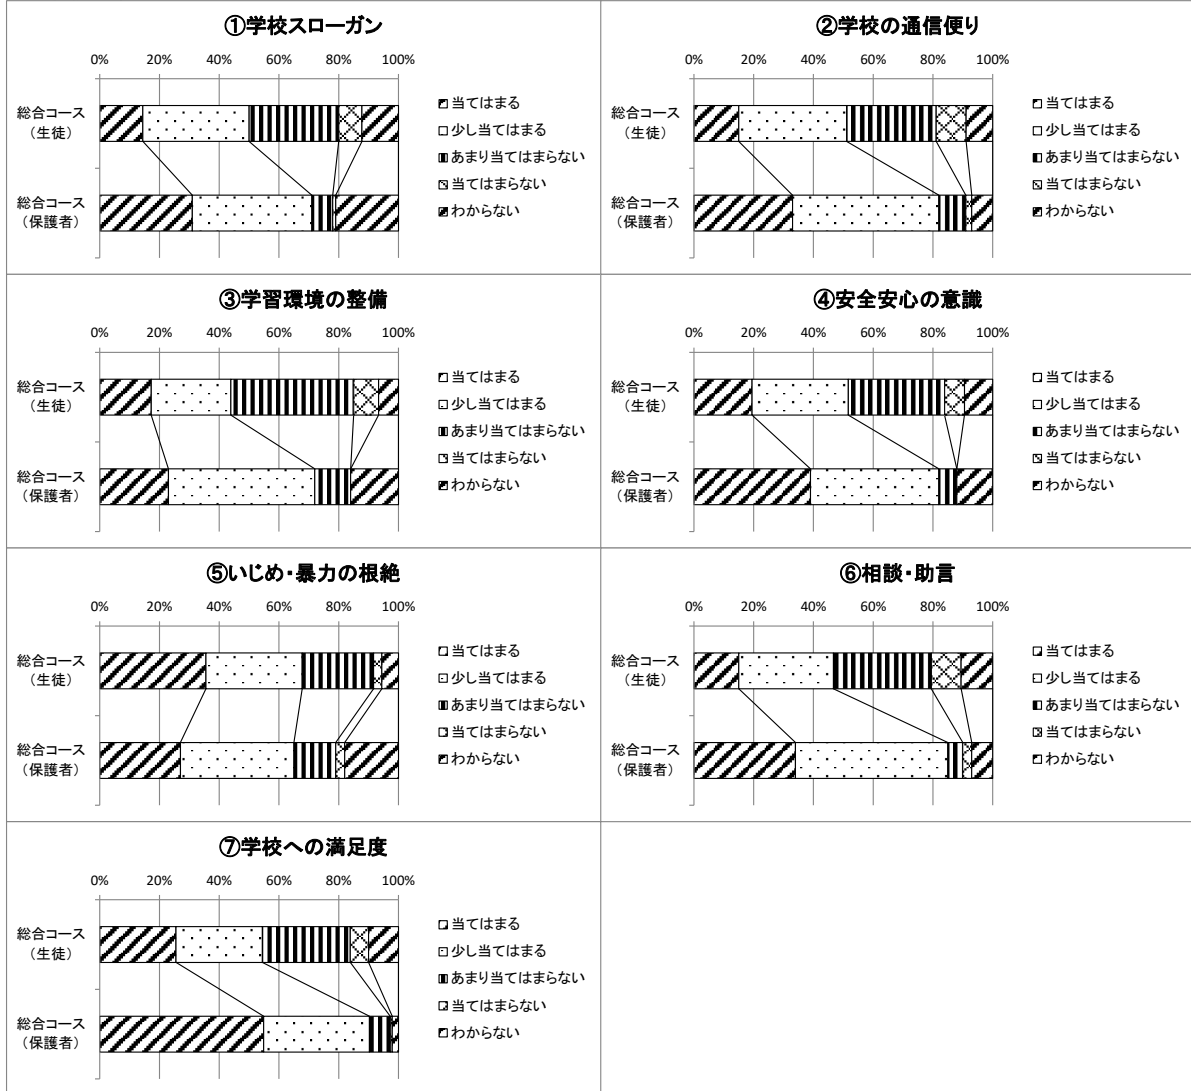 ①学校スローガン
0% 20% 40% 60% 80% 100%
総合コース
（生徒）
総合コース
（保護者）
当てはまる
少し当てはまる
あまり当てはまらない
当てはまらない
わからない
②学校の通信便り
0% 20% 40% 60% 80% 100%
総合コース
（生徒）
総合コース
（保護者）
当てはまる
少し当てはまる
あまり当てはまらない
当てはまらない
わからない
③学習環境の整備
0% 20% 40% 60% 80% 100%
総合コース
（生徒）
総合コース
（保護者）
当てはまる
少し当てはまる
あまり当てはまらない
当てはまらない
わからない
④安全安心の意識
0% 20% 40% 60% 80% 100%
総合コース
（生徒）
総合コース
（保護者）
当てはまる
少し当てはまる
あまり当てはまらない
当てはまらない
わからない
⑤いじめ・暴力の根絶
0% 20% 40% 60% 80% 100%
総合コース
（生徒）
総合コース
（保護者）
当てはまる
少し当てはまる
あまり当てはまらない
当てはまらない
わからない
⑥相談・助言
0% 20% 40% 60% 80% 100%
総合コース
（生徒）
総合コース
（保護者）
当てはまる
少し当てはまる
あまり当てはまらない
当てはまらない
わからない
⑦学校への満足度
0% 20% 40% 60% 80% 100%
総合コース
（生徒）
総合コース
（保護者）
当てはまる
少し当てはまる
あまり当てはまらない
当てはまらない
わからない